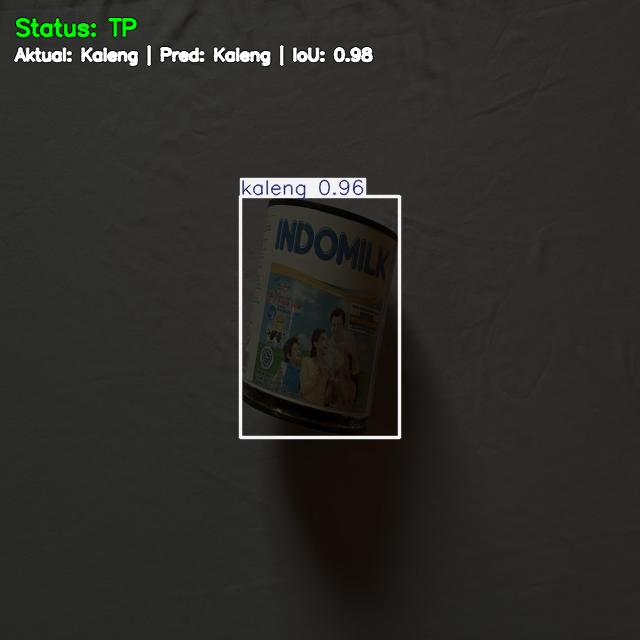 Status: TP
Aktual: Kaleng | Pred: Kaleng | IoU: 0.98
kaleng 0.96
INDOMILK